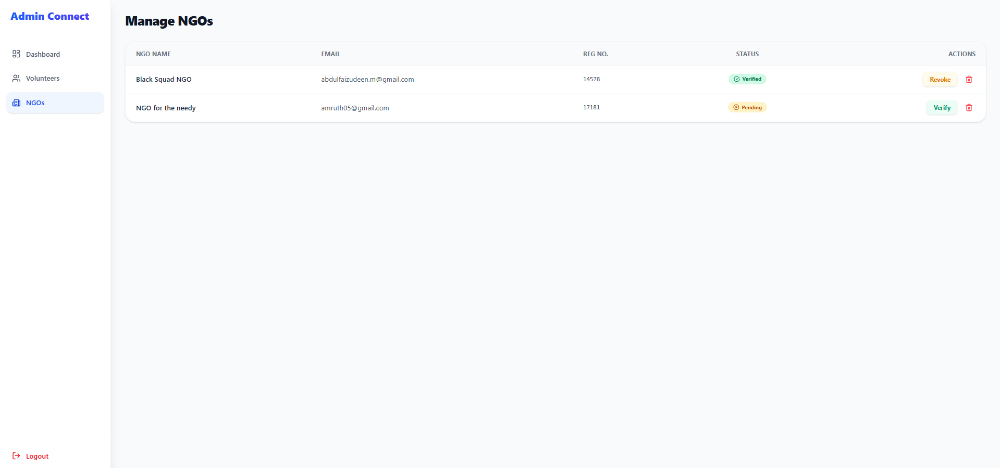 Admin Connect
Dashboard
Volunteers
NGOs
Logout
Manage NGOs
NGO NAME EMAIL REG NO. STATUS ACTIONS
Black Squad NGO abdulfaizudeen.m@gmail.com 14578 Verified Revoke
NGO for the needy amruth05@gmail.com 17181 Pending Verify